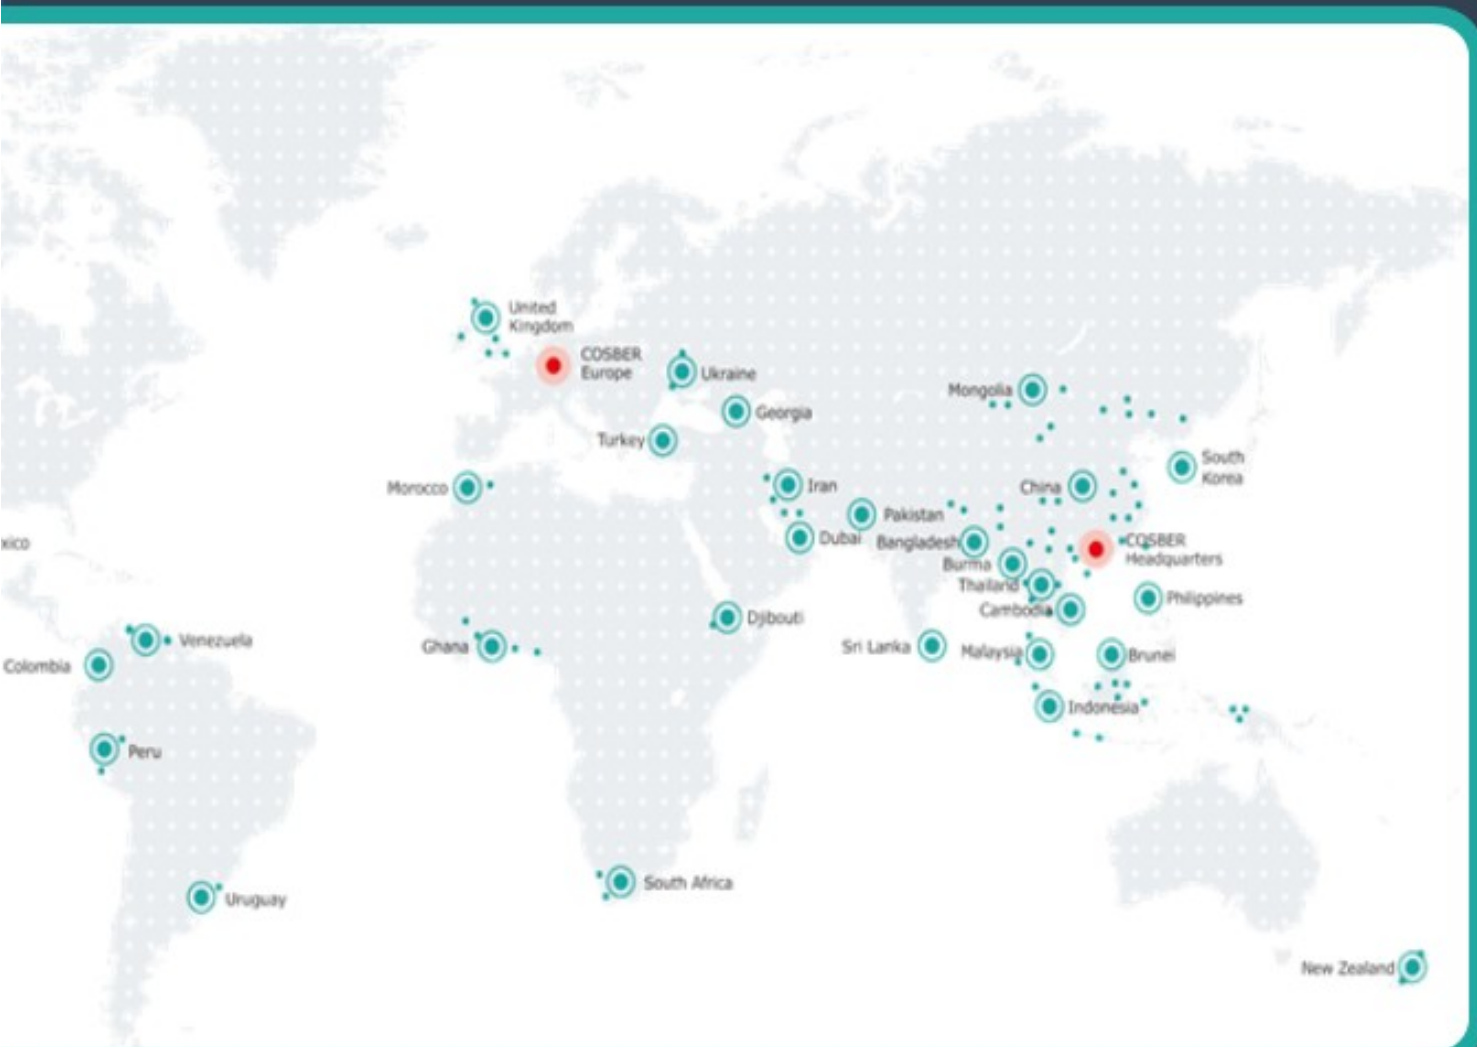 United
Kingdom
COSBER
Europe
Ukraine
Mongolia
Georgia
Turkey
South
Korea
Morocco
Iran
China
Pakistan
xico
Dubai
Bangladesh
COSBER
Headquarters
Burma
Thailand
Philippines
Cambodia
Djibouti
Venezuela
Ghana
Sri Lanka
Malaysia
Brunei
Colombia
Indonesia
Peru
South Africa
Uruguay
New Zealand